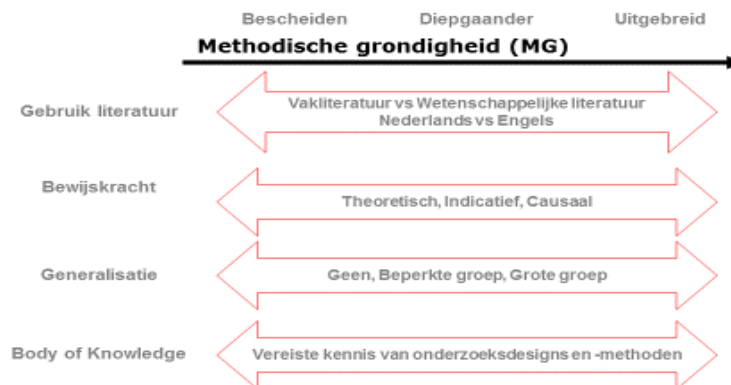 Bescheiden Diepgaander Uitgebreid
Methodische grondigheid (MG)
Gebruik literatuur
Vakliteratuur vs Wetenschappelijke literatuur
Nederlands vs Engels
Bewijskracht
Theoretisch, Indicatief, Causaal
Generalisatie
Geen, Beperkte groep, Grote groep
Body of Knowledge
Vereiste kennis van onderzoeksdesigns en -methoden